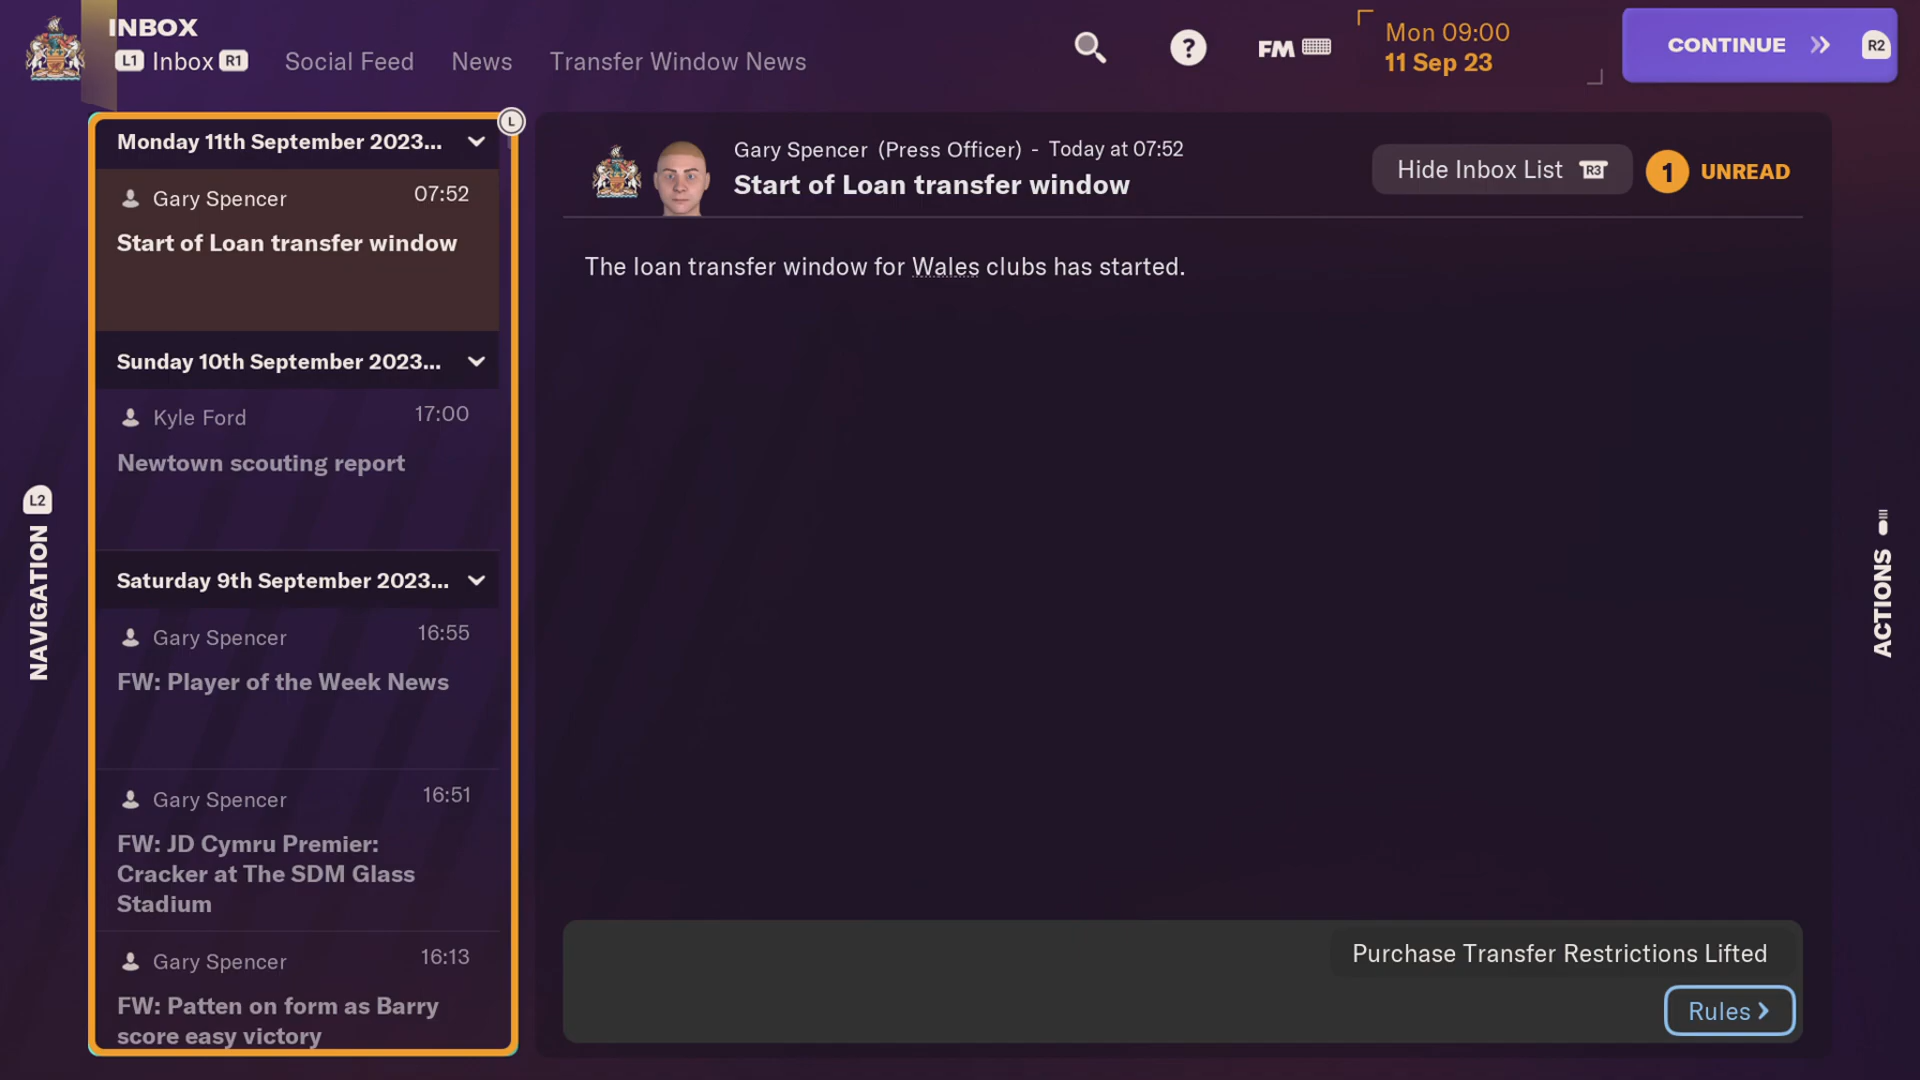 INBOX
L1 Inbox R1 Social Feed News Transfer Window News
? FM
Mon 09:00
11 Sep 23
CONTINUE R2
L
Monday 11th September 2023...
Gary Spencer 07:52
Start of Loan transfer window
Sunday 10th September 2023...
Kyle Ford 17:00
Newtown scouting report
Saturday 9th September 2023...
Gary Spencer 16:55
FW: Player of the Week News
Gary Spencer 16:51
FW: JD Cymru Premier:
Cracker at The SDM Glass
Stadium
Gary Spencer 16:13
FW: Patten on form as Barry
score easy victory
L2
NAVIGATION
Gary Spencer (Press Officer) - Today at 07:52
Start of Loan transfer window
Hide Inbox List R3
1 UNREAD
The loan transfer window for Wales clubs has started.
Purchase Transfer Restrictions Lifted
Rules
ACTIONS